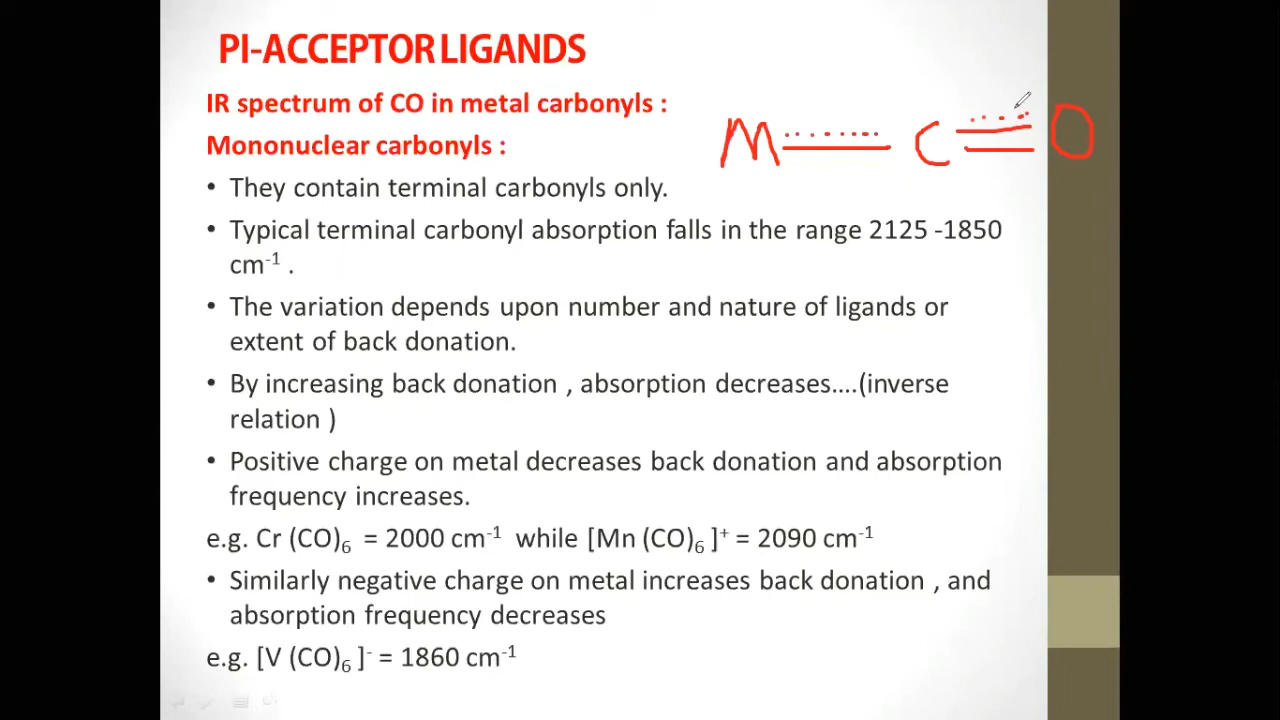 PI-ACCEPTOR LIGANDS
IR spectrum of CO in metal carbonyls :
Mononuclear carbonyls :
M C O
• They contain terminal carbonyls only.
• Typical terminal carbonyl absorption falls in the range 2125 -1850
cm⁻¹ .
• The variation depends upon number and nature of ligands or
extent of back donation.
• By increasing back donation , absorption decreases....(inverse
relation )
• Positive charge on metal decreases back donation and absorption
frequency increases.
e.g. Cr (CO)₆ = 2000 cm⁻¹ while [Mn (CO)₆ ]⁺ = 2090 cm⁻¹
• Similarly negative charge on metal increases back donation , and
absorption frequency decreases
e.g. [V (CO)₆ ]⁻ = 1860 cm⁻¹